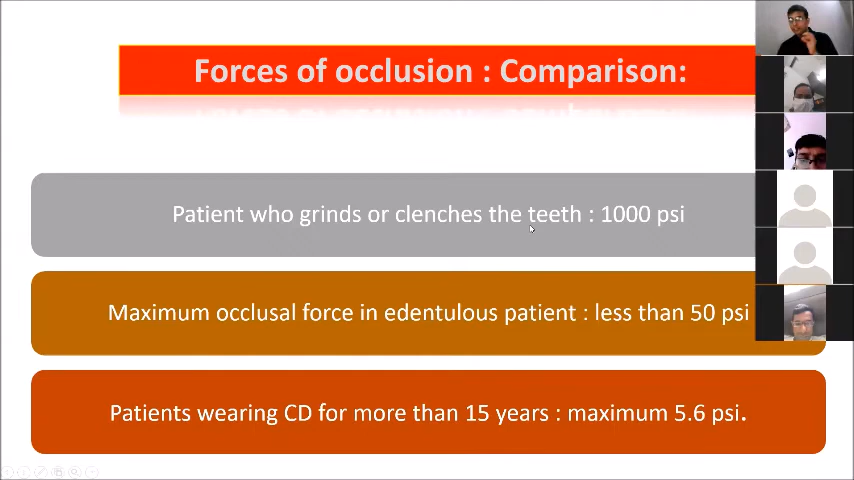 Forces of occlusion : Comparison:
Patient who grinds or clenches the teeth : 1000 psi
Maximum occlusal force in edentulous patient : less than 50 psi
Patients wearing CD for more than 15 years : maximum 5.6 psi.